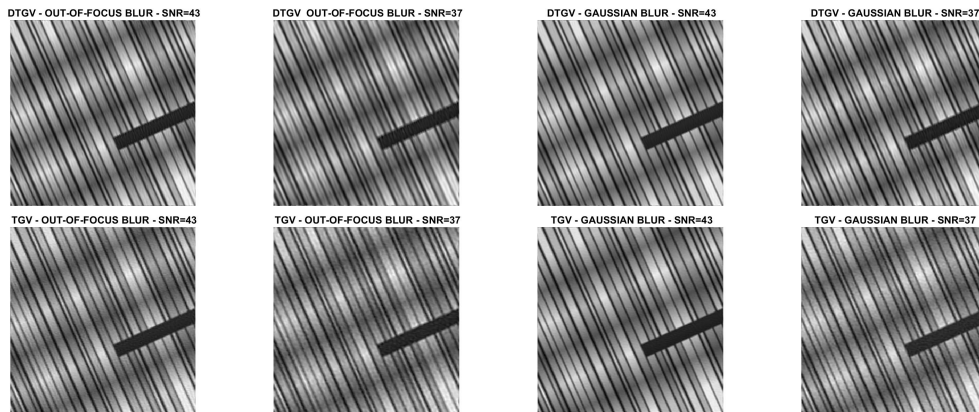 DTGV - OUT-OF-FOCUS BLUR - SNR=43
DTGV OUT-OF-FOCUS BLUR - SNR=37
DTGV - GAUSSIAN BLUR - SNR=43
DTGV - GAUSSIAN BLUR - SNR=37
TGV - OUT-OF-FOCUS BLUR - SNR=43
TGV - OUT-OF-FOCUS BLUR - SNR=37
TGV - GAUSSIAN BLUR - SNR=43
TGV - GAUSSIAN BLUR - SNR=37